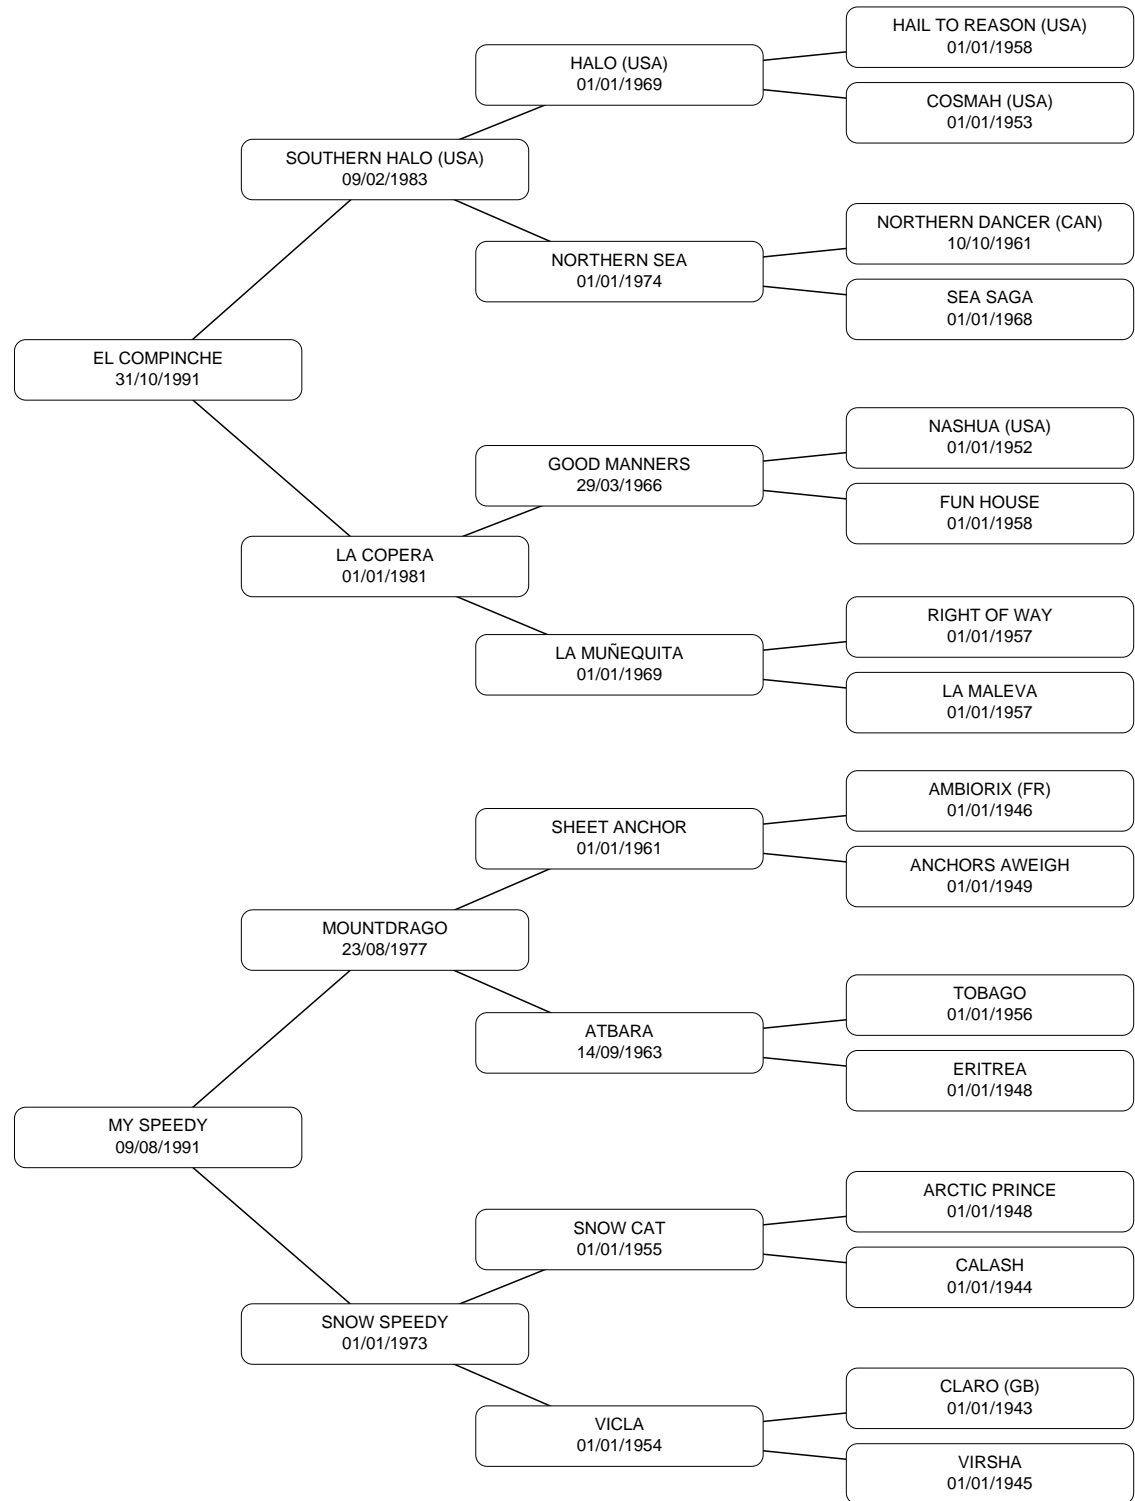 HAIL TO REASON (USA)
01/01/1958
HALO (USA)
01/01/1969
COSMAH (USA)
01/01/1953
SOUTHERN HALO (USA)
09/02/1983
NORTHERN DANCER (CAN)
10/10/1961
NORTHERN SEA
01/01/1974
SEA SAGA
01/01/1968
EL COMPINCHE
31/10/1991
NASHUA (USA)
01/01/1952
GOOD MANNERS
29/03/1966
FUN HOUSE
01/01/1958
LA COPERA
01/01/1981
RIGHT OF WAY
01/01/1957
LA MUÑEQUITA
01/01/1969
LA MALEVA
01/01/1957
AMBIORIX (FR)
01/01/1946
SHEET ANCHOR
01/01/1961
ANCHORS AWEIGH
01/01/1949
MOUNTDRAGO
23/08/1977
TOBAGO
01/01/1956
ATBARA
14/09/1963
ERITREA
01/01/1948
MY SPEEDY
09/08/1991
ARCTIC PRINCE
01/01/1948
SNOW CAT
01/01/1955
CALASH
01/01/1944
SNOW SPEEDY
01/01/1973
CLARO (GB)
01/01/1943
VICLA
01/01/1954
VIRSHA
01/01/1945